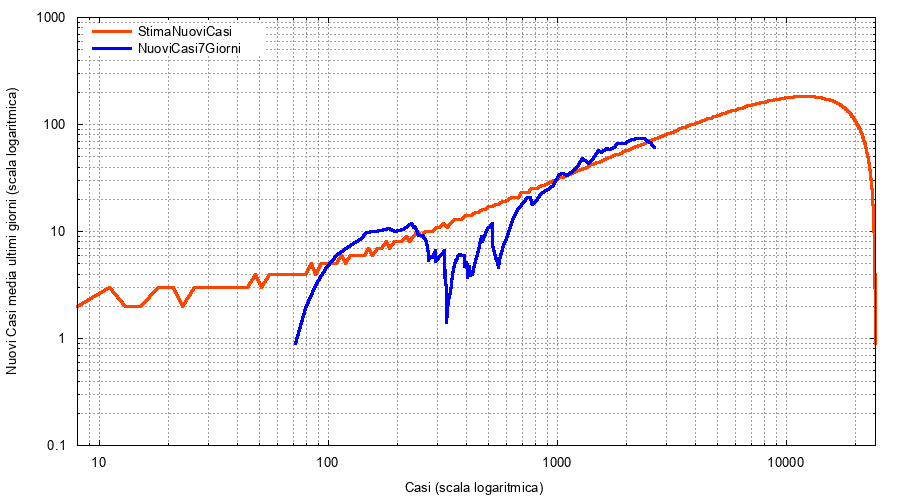 StimaNuoviCasi
NuoviCasi7Giorni
Nuovi Casi media ultimi giorni (scala logaritmica)
1000
100
10
1
0.1
10
100
1000
10000
Casi (scala logaritmica)